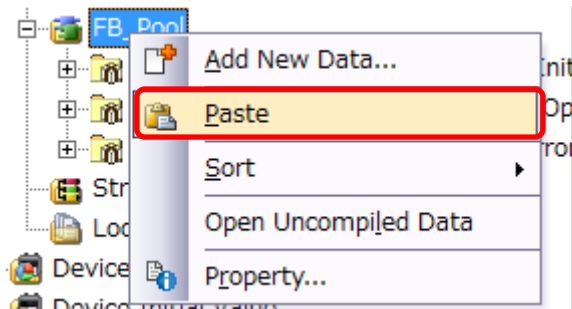 FB_Pool
Add New Data...
Paste
Sort
Open Uncompiled Data
Property...
Device